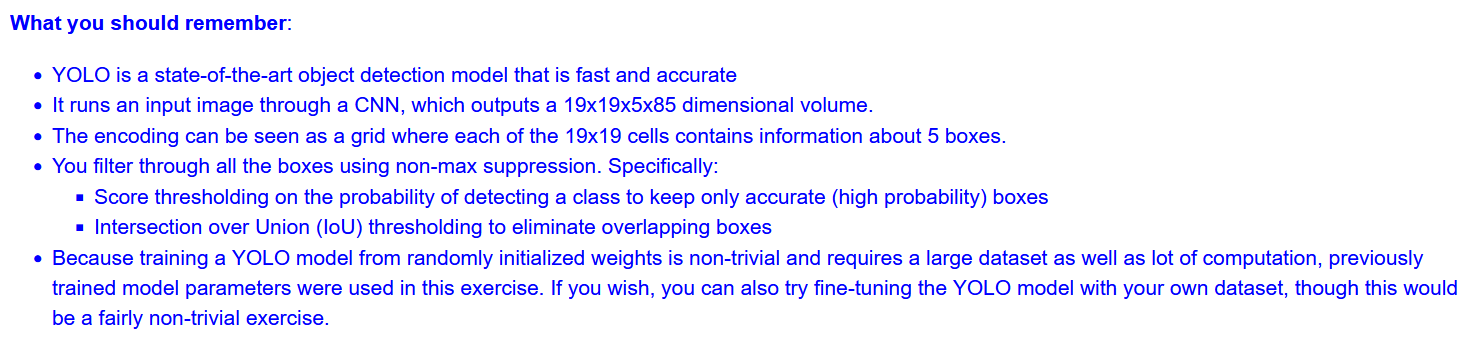 What you should remember:
YOLO is a state-of-the-art object detection model that is fast and accurate
It runs an input image through a CNN, which outputs a 19x19x5x85 dimensional volume.
The encoding can be seen as a grid where each of the 19x19 cells contains information about 5 boxes.
You filter through all the boxes using non-max suppression. Specifically:
Score thresholding on the probability of detecting a class to keep only accurate (high probability) boxes
Intersection over Union (IoU) thresholding to eliminate overlapping boxes
Because training a YOLO model from randomly initialized weights is non-trivial and requires a large dataset as well as lot of computation, previously
trained model parameters were used in this exercise. If you wish, you can also try fine-tuning the YOLO model with your own dataset, though this would
be a fairly non-trivial exercise.